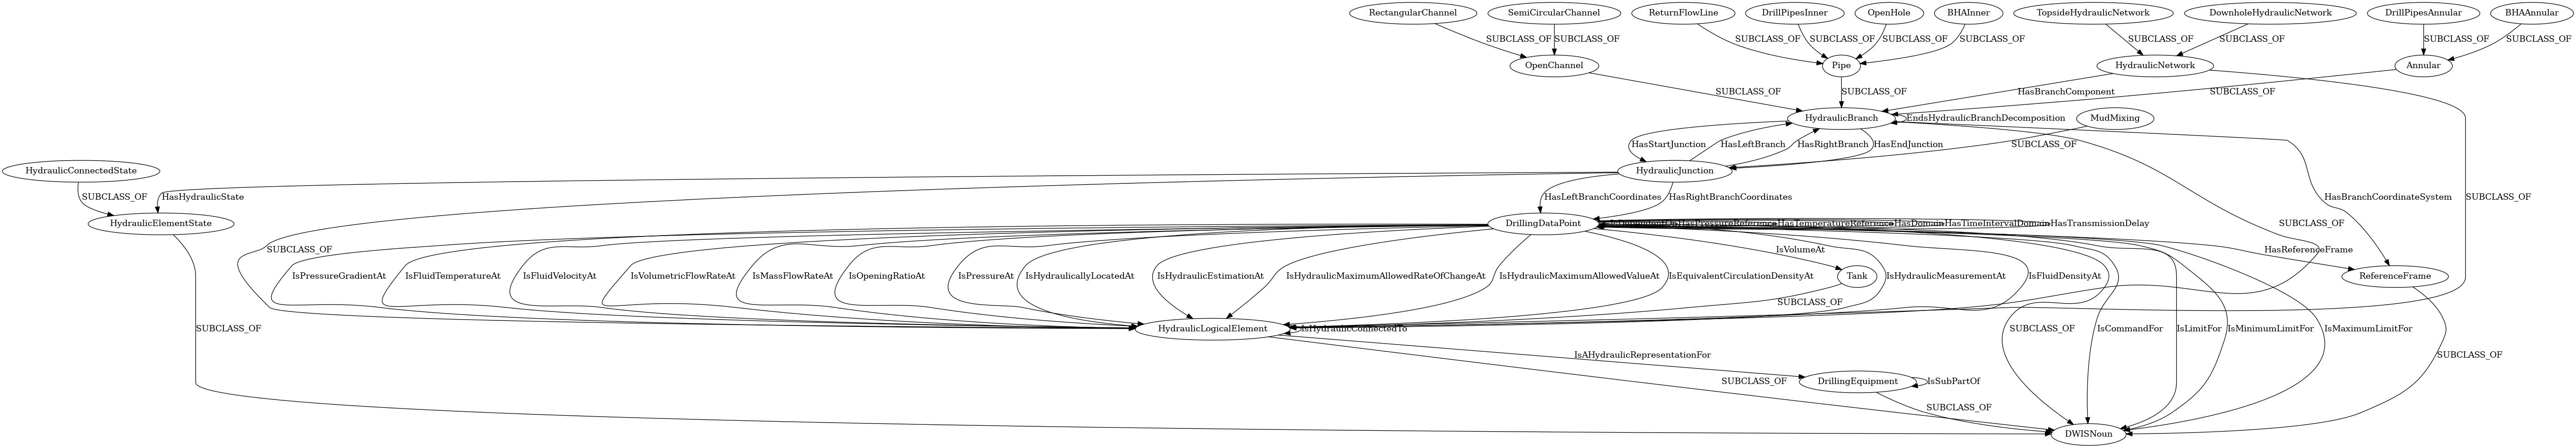 RectangularChannel
SemiCircularChannel
ReturnFlowLine
DrillPipesInner
OpenHole
BHAInner
TopsideHydraulicNetwork
DownholeHydraulicNetwork
DrillPipesAnnular
BHAAnnular
SUBCLASS_OF
SUBCLASS_OF
SUBCLASS_OF
SUBCLASS_OF
SUBCLASS_OF
SUBCLASS_OF
SUBCLASS_OF
SUBCLASS_OF
SUBCLASS_OF
SUBCLASS_OF
OpenChannel
Pipe
HydraulicNetwork
Annular
SUBCLASS_OF
SUBCLASS_OF
HasBranchComponent
SUBCLASS_OF
HydraulicBranch
EndsHydraulicBranchDecomposition
MudMixing
HasStartJunction
HasLeftBranch
HasRightBranch
HasEndJunction
SUBCLASS_OF
HydraulicConnectedState
HydraulicJunction
SUBCLASS_OF
HasHydraulicState
HasLeftBranchCoordinates
HasRightBranchCoordinates
HasBranchCoordinateSystem
SUBCLASS_OF
HydraulicElementState
DrillingDataPoint
HasTemperatureReference
HasDomain
HasTimeIntervalDomain
HasTransmissionDelay
SUBCLASS_OF
SUBCLASS_OF
IsVolumeAt
HasReferenceFrame
IsPressureGradientAt
IsFluidTemperatureAt
IsFluidVelocityAt
IsVolumetricFlowRateAt
IsMassFlowRateAt
IsOpeningRatioAt
IsPressureAt
IsHydraulicallyLocatedAt
IsHydraulicEstimationAt
IsHydraulicMaximumAllowedRateOfChangeAt
IsHydraulicMaximumAllowedValueAt
IsEquivalentCirculationDensityAt
Tank
IsHydraulicMeasurementAt
IsFluidDensityAt
ReferenceFrame
SUBCLASS_OF
SUBCLASS_OF
HydraulicLogicalElement
IsHydraulicConnectedTo
SUBCLASS_OF
IsCommandFor
IsLimitFor
IsMinimumLimitFor
IsMaximumLimitFor
IsAHydraulicRepresentationFor
SUBCLASS_OF
SUBCLASS_OF
DrillingEquipment
IsSubPartOf
SUBCLASS_OF
DWISNoun